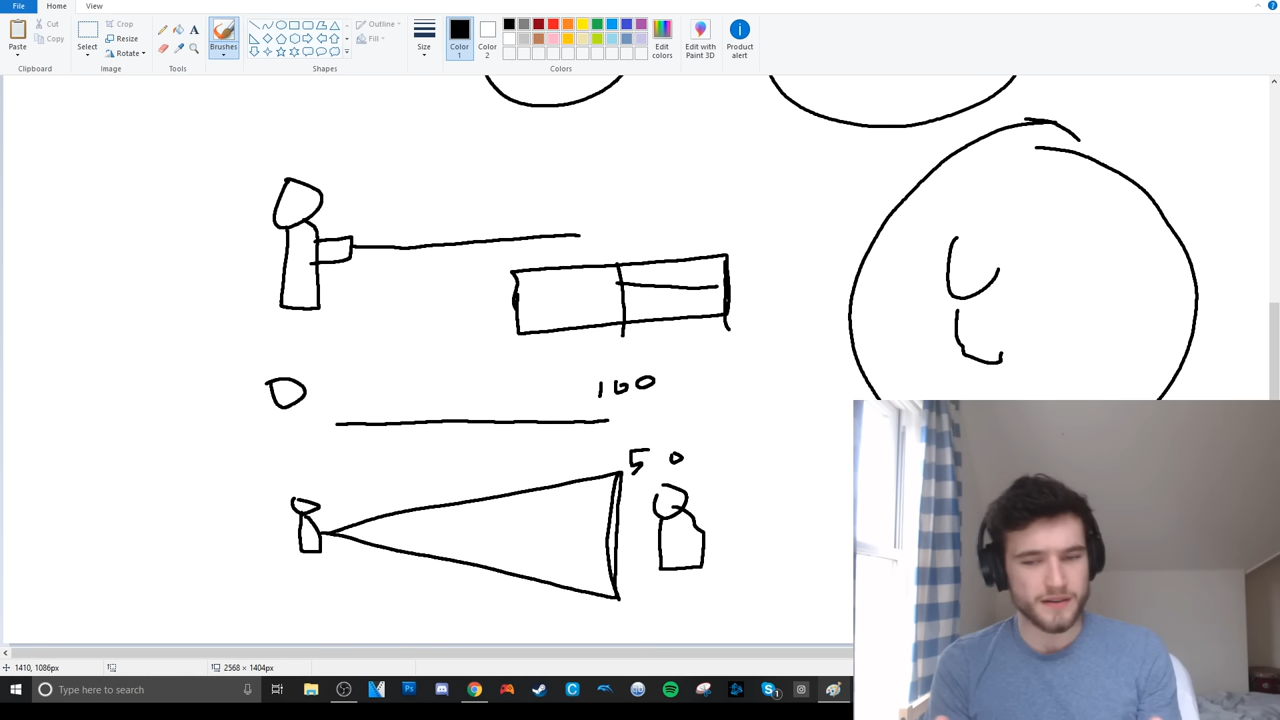 File
Home
View
Paste
Cut
Copy
Clipboard
Select
Crop
Resize
Rotate
Image
A
Tools
Brushes
Outline
Fill
Shapes
Size
Color 1
Color 2
Edit colors
Colors
Edit with Paint 3D
Product alert
100
50
1410, 1086px
2568 × 1404px
Type here to search